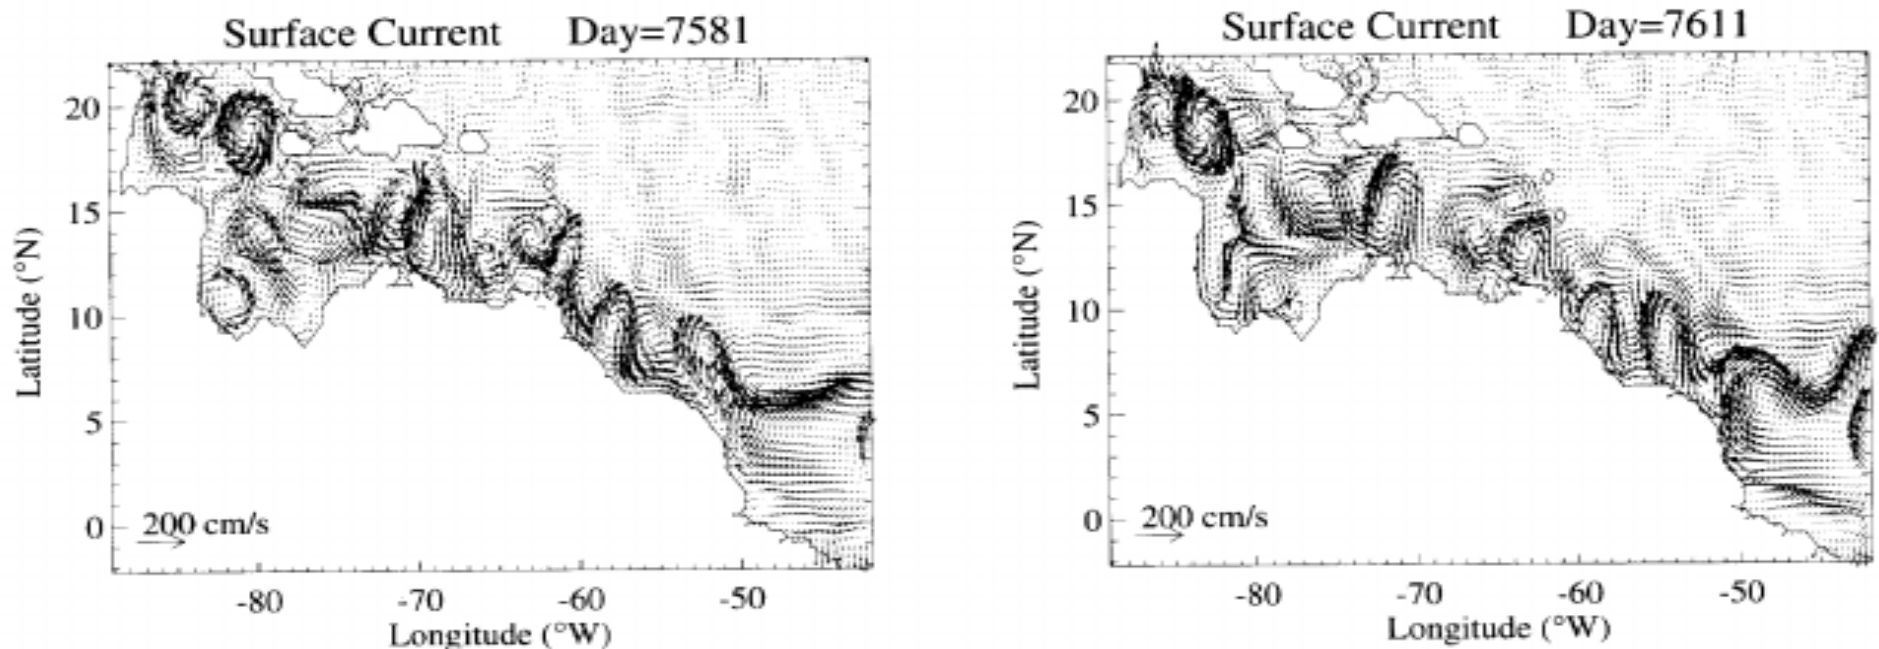 Surface Current Day=7581
20
15
10
5
0
Latitude (°N)
200 cm/s
-80 -70 -60 -50
Longitude (°W)
Surface Current Day=7611
20
15
10
5
0
Latitude (°N)
200 cm/s
-80 -70 -60 -50
Longitude (°W)